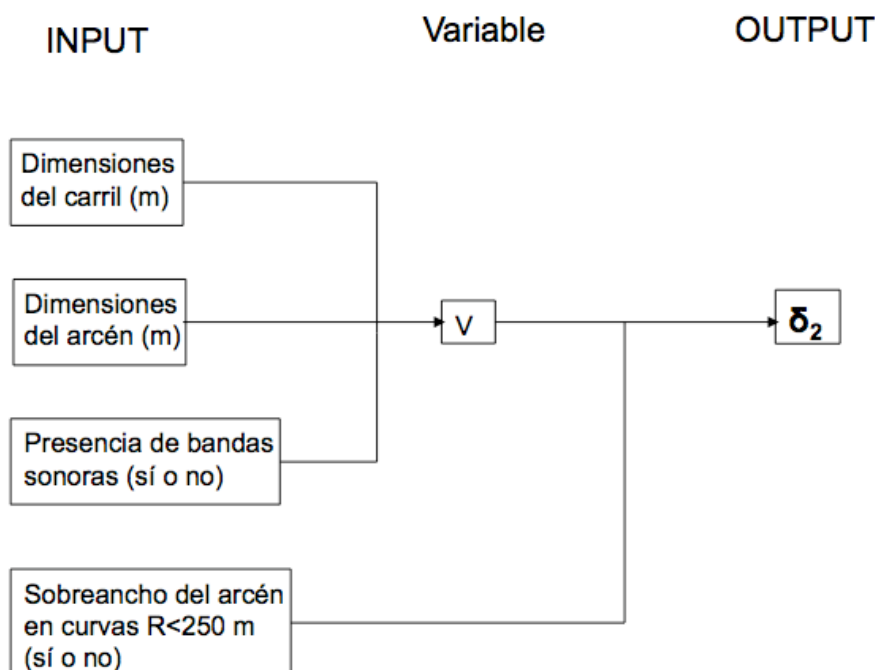 INPUT
Variable
OUTPUT
Dimensiones
del carril (m)
Dimensiones
del arcén (m)
V
δ2
Presencia de bandas
sonoras (sí o no)
Sobreancho del arcén
en curvas R<250 m
(sí o no)